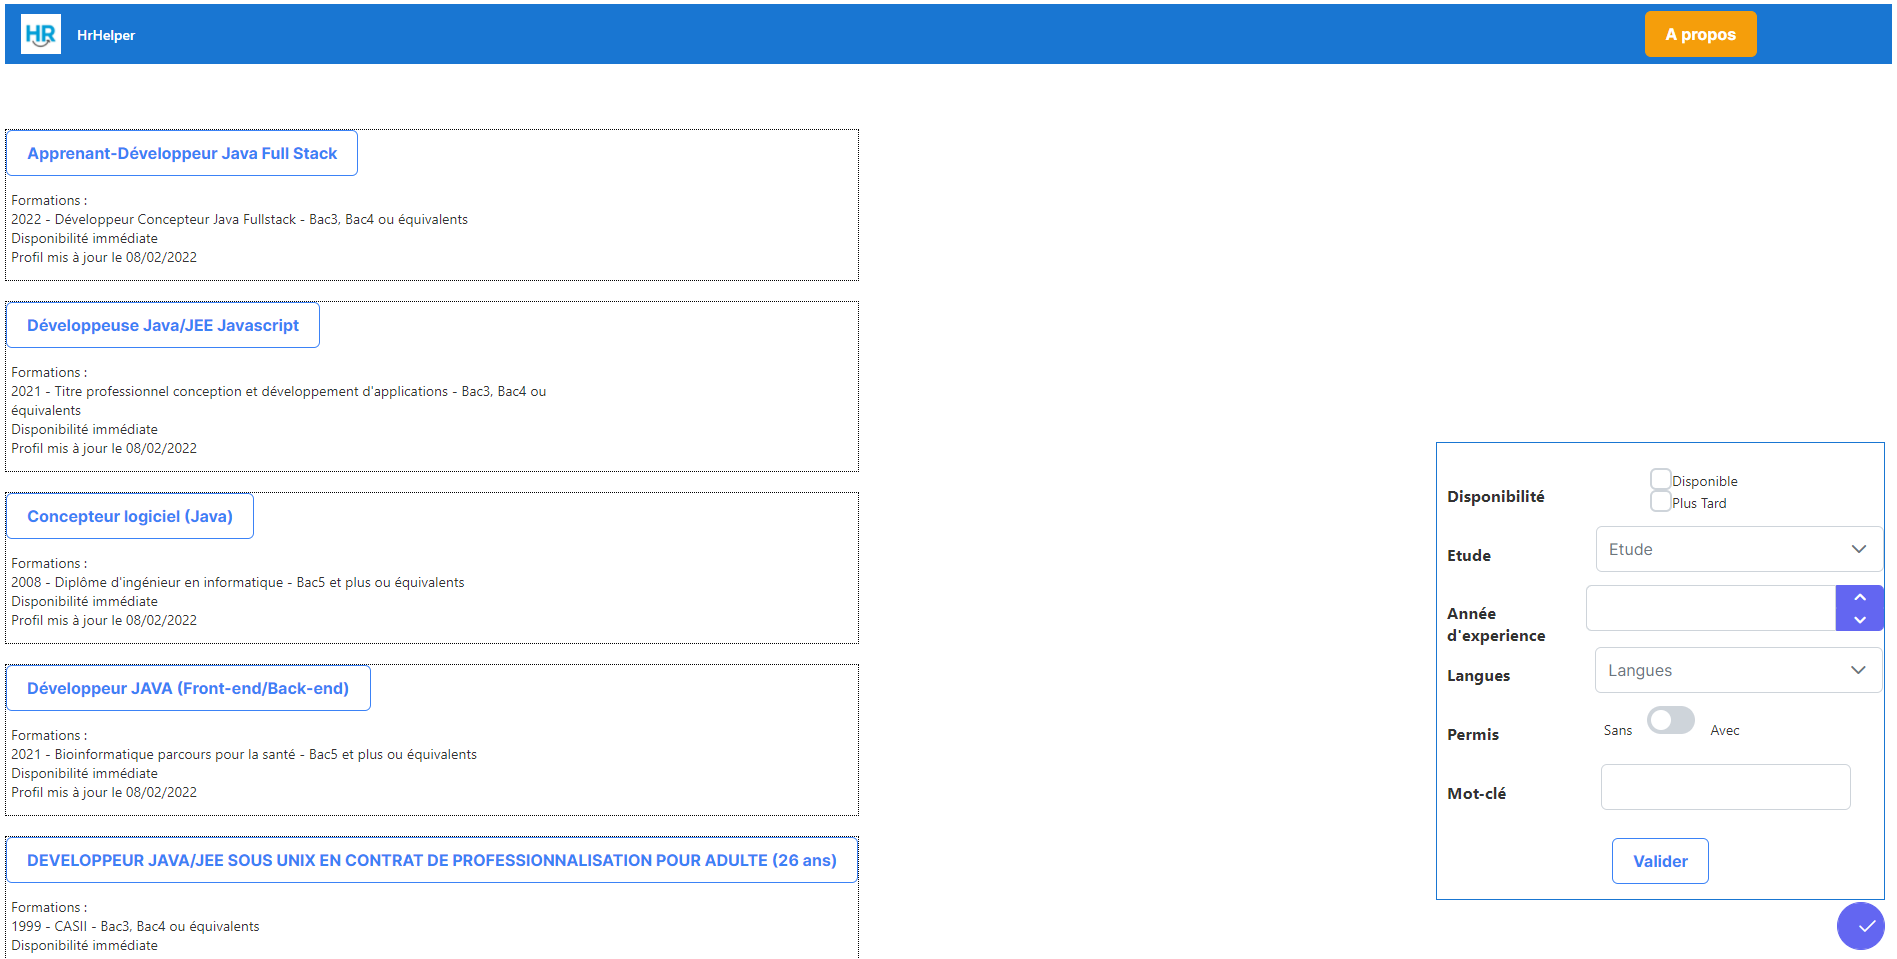 HR
HrHelper
A propos
Apprenant-Développeur Java Full Stack
Formations :
2022 - Développeur Concepteur Java Fullstack - Bac3, Bac4 ou équivalents
Disponibilité immédiate
Profil mis à jour le 08/02/2022
Développeuse Java/JEE Javascript
Formations :
2021 - Titre professionnel conception et développement d'applications - Bac3, Bac4 ou
équivalents
Disponibilité immédiate
Profil mis à jour le 08/02/2022
Concepteur logiciel (Java)
Formations :
2008 - Diplôme d'ingénieur en informatique - Bac5 et plus ou équivalents
Disponibilité immédiate
Profil mis à jour le 08/02/2022
Développeur JAVA (Front-end/Back-end)
Formations :
2021 - Bioinformatique parcours pour la santé - Bac5 et plus ou équivalents
Disponibilité immédiate
Profil mis à jour le 08/02/2022
DEVELOPPEUR JAVA/JEE SOUS UNIX EN CONTRAT DE PROFESSIONNALISATION POUR ADULTE (26 ans)
Formations :
1999 - CASII - Bac3, Bac4 ou équivalents
Disponibilité immédiate
Disponibilité
Disponible
Plus Tard
Etude
Etude
Année
d'experience
Langues
Langues
Permis
Sans
Avec
Mot-clé
Valider